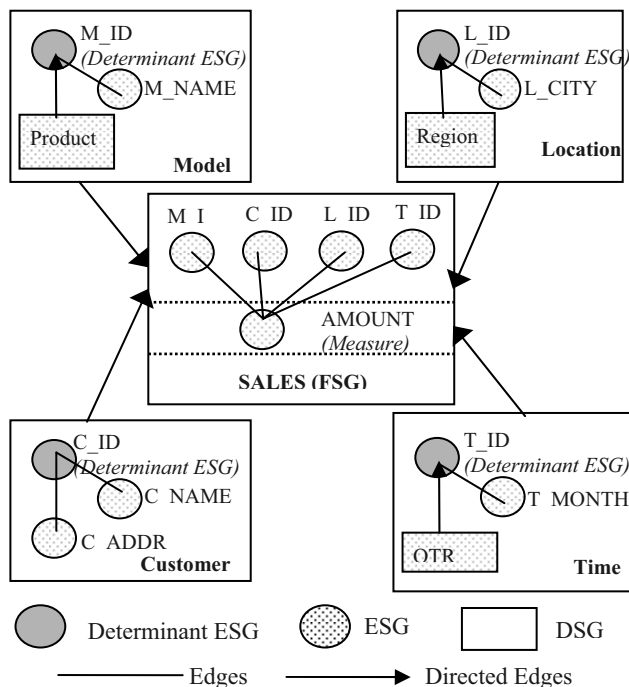 M_ID
(Determinant ESG)
M_NAME
Product
Model
L_ID
(Determinant ESG)
L_CITY
Region
Location
M I C ID L ID T ID
AMOUNT
(Measure)
SALES (FSG)
C_ID
(Determinant ESG)
C NAME
C ADDR
Customer
T_ID
(Determinant ESG)
T MONTH
QTR
Time
Determinant ESG ESG DSG
Edges Directed Edges